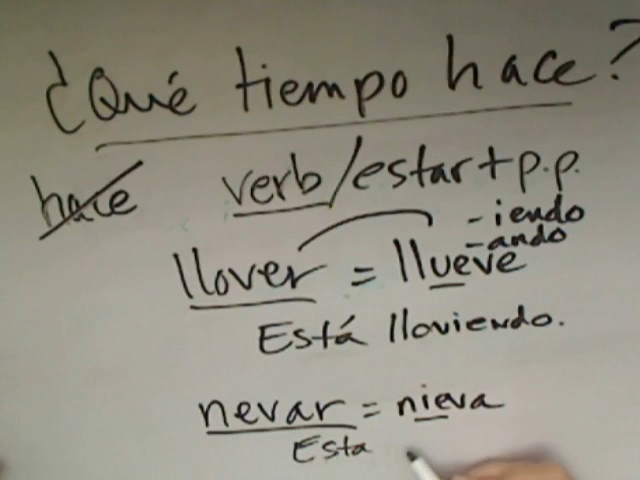 ¿Qué tiempo hace?
hace verb/estar + p.p.
-iendo
-ando
llover = llueve
Está lloviendo.
nevar = nieva
Esta